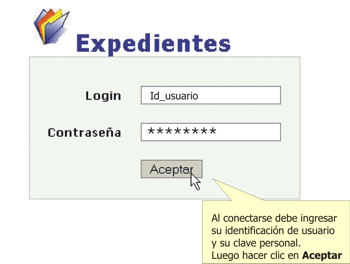 Expedientes
Login
Id_usuario
Contraseña
********
Aceptar
Al conectarse debe ingresar
su identificación de usuario
y su clave personal.
Luego hacer clic en Aceptar